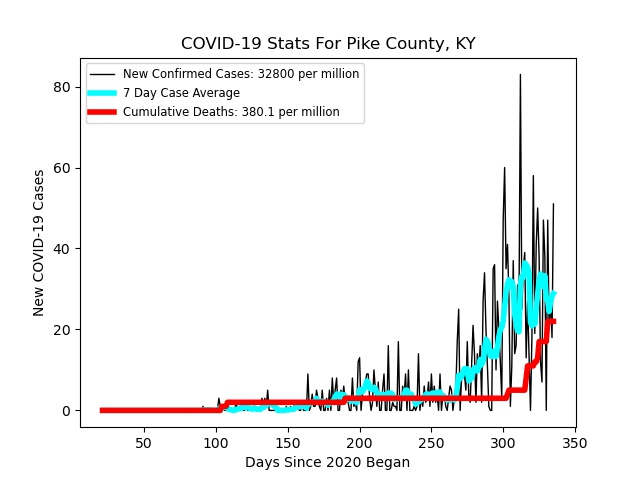 COVID-19 Stats For Pike County, KY
New Confirmed Cases: 32800 per million
7 Day Case Average
Cumulative Deaths: 380.1 per million
New COVID-19 Cases
80
60
40
20
0
50 100 150 200 250 300 350
Days Since 2020 Began